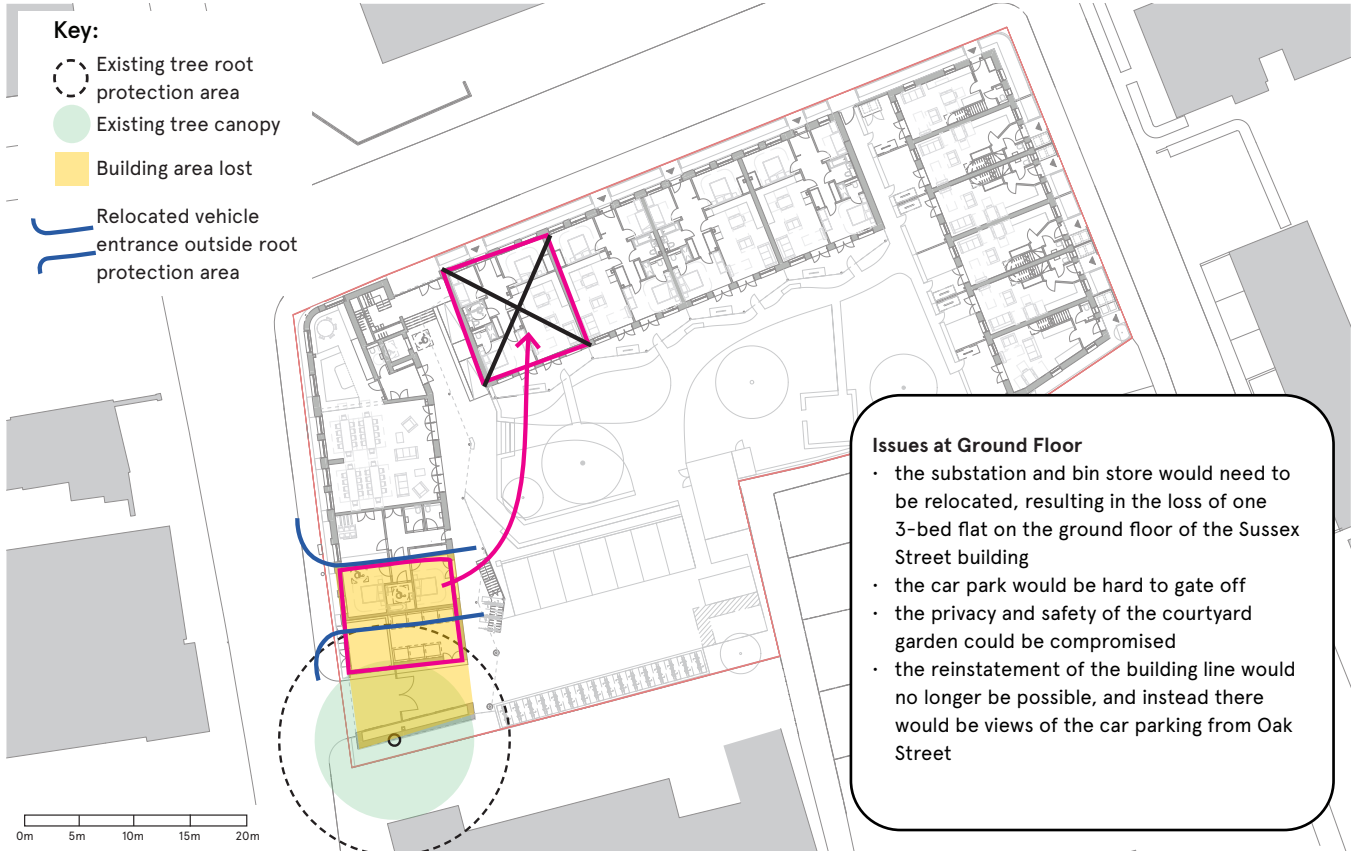 Key:
Existing tree root
protection area
Existing tree canopy
Building area lost
Relocated vehicle
entrance outside root
protection area
Issues at Ground Floor
· the substation and bin store would need to
be relocated, resulting in the loss of one
3-bed flat on the ground floor of the Sussex
Street building
· the car park would be hard to gate off
· the privacy and safety of the courtyard
garden could be compromised
· the reinstatement of the building line would
no longer be possible, and instead there
would be views of the car parking from Oak
Street
0m 5m 10m 15m 20m